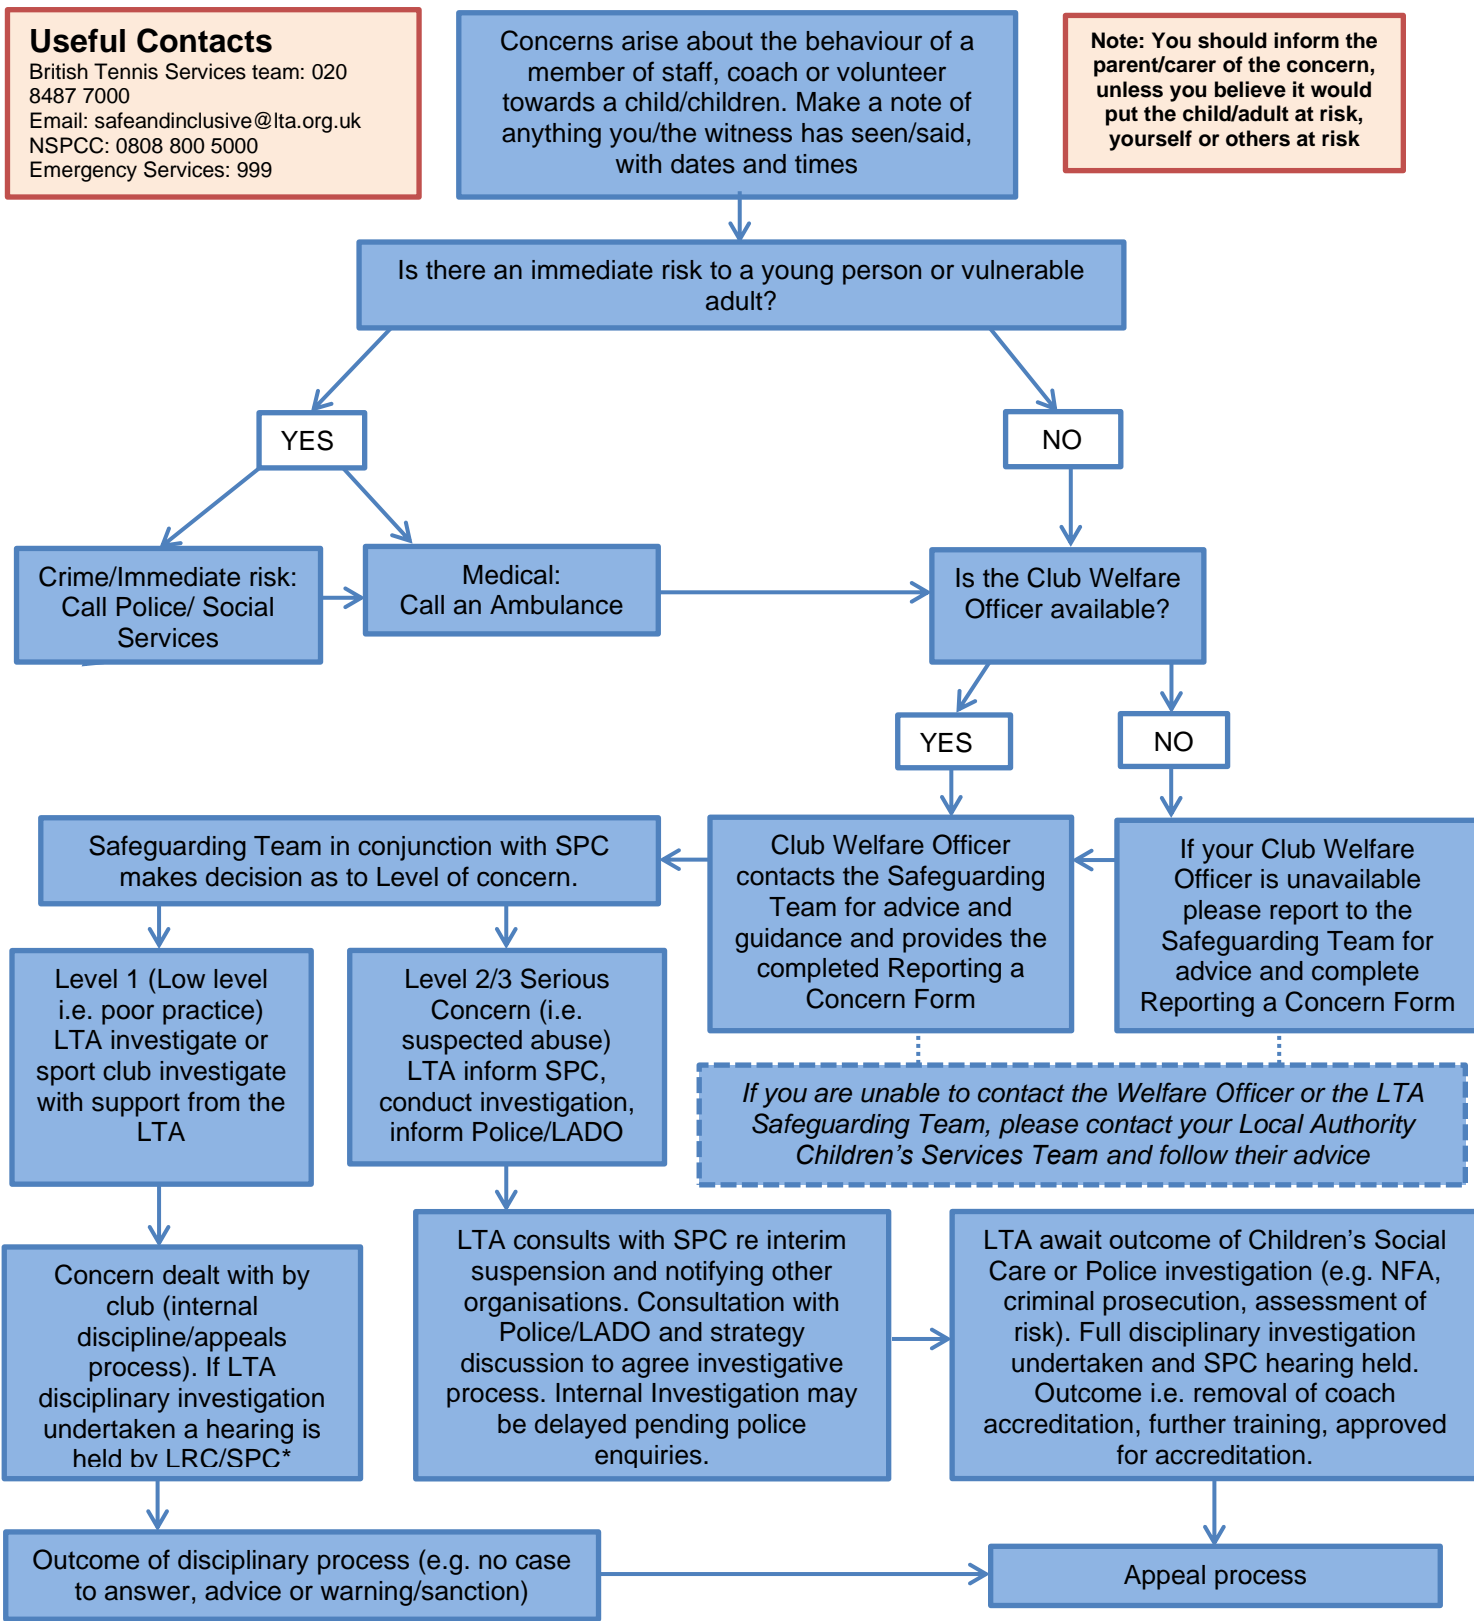 Useful Contacts
British Tennis Services team: 020
8487 7000
Email: safeandinclusive@lta.org.uk
NSPCC: 0808 800 5000
Emergency Services: 999
Concerns arise about the behaviour of a
member of staff, coach or volunteer
towards a child/children. Make a note of
anything you/the witness has seen/said,
with dates and times
Note: You should inform the
parent/carer of the concern,
unless you believe it would
put the child/adult at risk,
yourself or others at risk
Is there an immediate risk to a young person or vulnerable
adult?
YES
NO
Crime/Immediate risk:
Call Police/ Social
Services
Medical:
Call an Ambulance
Is the Club Welfare
Officer available?
YES
NO
Safeguarding Team in conjunction with SPC
makes decision as to Level of concern.
Club Welfare Officer
contacts the Safeguarding
Team for advice and
guidance and provides the
completed Reporting a
Concern Form
If your Club Welfare
Officer is unavailable
please report to the
Safeguarding Team for
advice and complete
Reporting a Concern Form
Level 1 (Low level
i.e. poor practice)
LTA investigate or
sport club investigate
with support from the
LTA
Level 2/3 Serious
Concern (i.e.
suspected abuse)
LTA inform SPC,
conduct investigation,
inform Police/LADO
If you are unable to contact the Welfare Officer or the LTA
Safeguarding Team, please contact your Local Authority
Children's Services Team and follow their advice
Concern dealt with by
club (internal
discipline/appeals
process). If LTA
disciplinary investigation
undertaken a hearing is
held by LRC/SPC*
LTA consults with SPC re interim
suspension and notifying other
organisations. Consultation with
Police/LADO and strategy
discussion to agree investigative
process. Internal Investigation may
be delayed pending police
enquiries.
LTA await outcome of Children's Social
Care or Police investigation (e.g. NFA,
criminal prosecution, assessment of
risk). Full disciplinary investigation
undertaken and SPC hearing held.
Outcome i.e. removal of coach
accreditation, further training, approved
for accreditation.
Outcome of disciplinary process (e.g. no case
to answer, advice or warning/sanction)
Appeal process